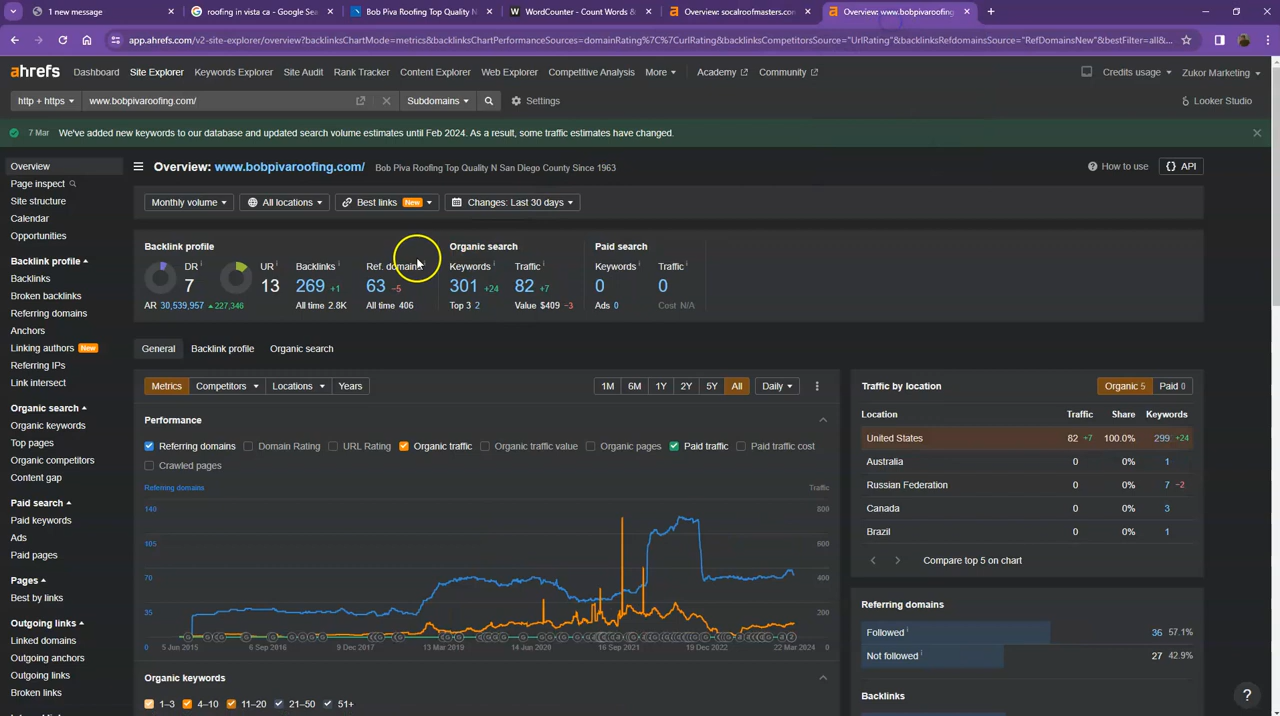 1 new message
roofing in vista ca - Google Sea
Bob Piva Roofing Top Quality N
WordCounter - Count Words &
Overview: socalroofmasters.com
Overview: www.bobpivaroofing
app.ahrefs.com/v2-site-explorer/overview?backlinksChartMode=metrics&backlinksChartPerformanceSources=domainRating%7C%7CurlRating&backlinksCompetitorsSource="UrlRating"&backlinksRefdomainsSource="RefDomainsNew"&bestFilter=all&...
ahrefs Dashboard Site Explorer Keywords Explorer Site Audit Rank Tracker Content Explorer Web Explorer Competitive Analysis More Academy Community Credits usage Zukor Marketing
http + https www.bobpivaroofing.com/ Subdomains Settings Looker Studio
7 Mar We've added new keywords to our database and updated search volume estimates until Feb 2024. As a result, some traffic estimates have changed.
Overview
Page inspect
Site structure
Calendar
Opportunities
Backlink profile
Backlinks
Broken backlinks
Referring domains
Anchors
Linking authors New
Referring IPs
Link intersect
Organic search
Organic keywords
Top pages
Organic competitors
Content gap
Paid search
Paid keywords
Ads
Paid pages
Pages
Best by links
Outgoing links
Linked domains
Outgoing anchors
Outgoing links
Broken links
Overview: www.bobpivaroofing.com/ Bob Piva Roofing Top Quality N San Diego County Since 1963 How to use API
Monthly volume All locations Best links New Changes: Last 30 days
Backlink profile Organic search Paid search
DR UR Backlinks Ref. domains Keywords Traffic Keywords Traffic
7 13 269 +1 63 -5 301 +24 82 +7 0 0
AR 30,539,957 227,346 All time 2.8K All time 406 Top 3 2 Value $409 -3 Ads 0 Cost N/A
General Backlink profile Organic search
Metrics Competitors Locations Years 1M 6M 1Y 2Y 5Y All Daily
Performance
Referring domains Domain Rating URL Rating Organic traffic Organic traffic value Organic pages Paid traffic Paid traffic cost
Crawled pages
Referring domains Traffic
140 800
105 600
70 400
35 200
0 5 Jun 2015 6 Sep 2016 9 Dec 2017 13 Mar 2019 14 Jun 2020 16 Sep 2021 19 Dec 2022 22 Mar 2024 0
Organic keywords
1–3 4–10 11–20 21–50 51+
Traffic by location Organic 5 Paid 0
Location Traffic Share Keywords
United States 82 +7 100.0% 299 +24
Australia 0 0% 1
Russian Federation 0 0% 7 -2
Canada 0 0% 3
Brazil 0 0% 1
Compare top 5 on chart
Referring domains
Followed 36 57.1%
Not followed 27 42.9%
Backlinks
?